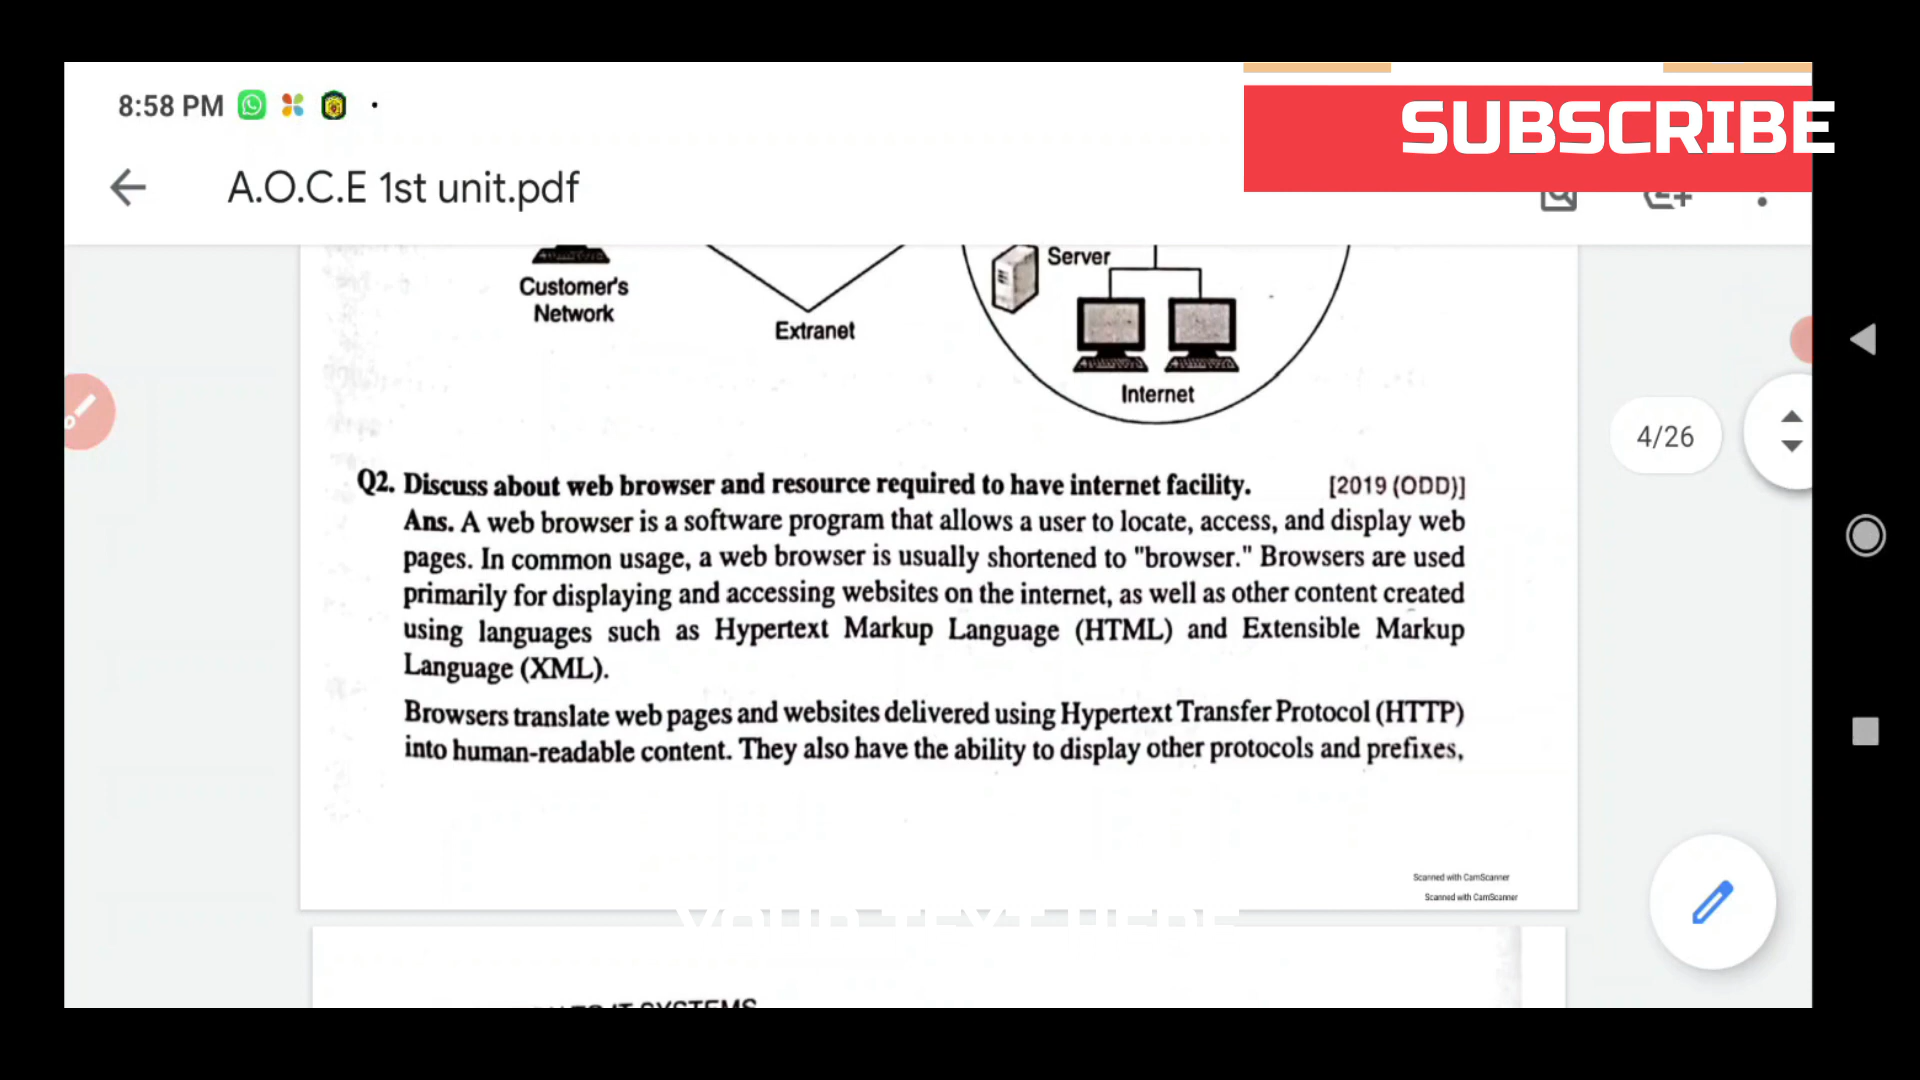 8:58 PM
SUBSCRIBE
A.O.C.E 1st unit.pdf
Server
Customer's
Network
Extranet
Internet
4/26
Q2. Discuss about web browser and resource required to have internet facility. [2019 (ODD)]
Ans. A web browser is a software program that allows a user to locate, access, and display web
pages. In common usage, a web browser is usually shortened to "browser." Browsers are used
primarily for displaying and accessing websites on the internet, as well as other content created
using languages such as Hypertext Markup Language (HTML) and Extensible Markup
Language (XML).
Browsers translate web pages and websites delivered using Hypertext Transfer Protocol (HTTP)
into human-readable content. They also have the ability to display other protocols and prefixes,
Scanned with CamScanner
Scanned with CamScanner
YOUR TEXT HERE
TO IT SYSTEMS